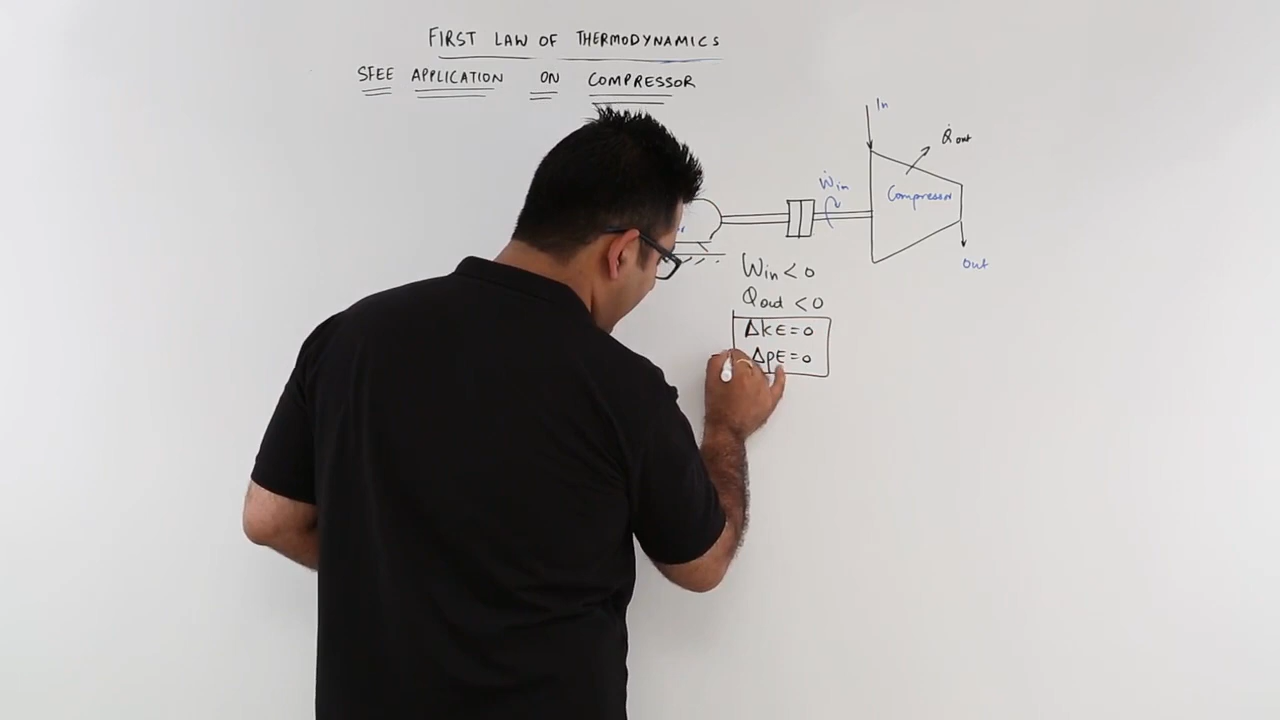 FIRST LAW OF THERMODYNAMICS
SFEE APPLICATION ON COMPRESSOR
In
Q̇out
Ẇin
Compressor
Out
Win < 0
Qout < 0
ΔKE = 0
ΔPE = 0